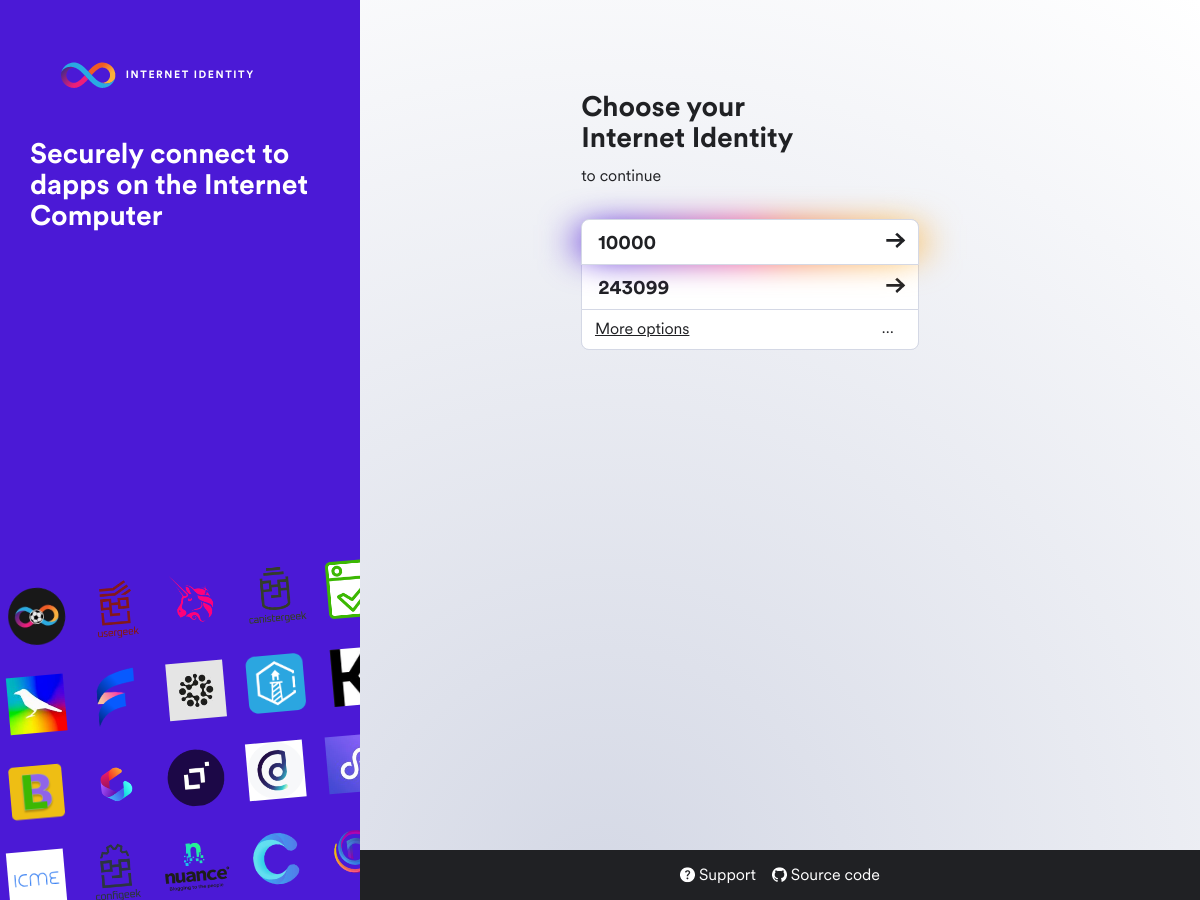 INTERNET IDENTITY
Securely connect to
dapps on the Internet
Computer
Choose your
Internet Identity
to continue
10000
243099
More options
...
B
ICME
nuance
Support
Source code